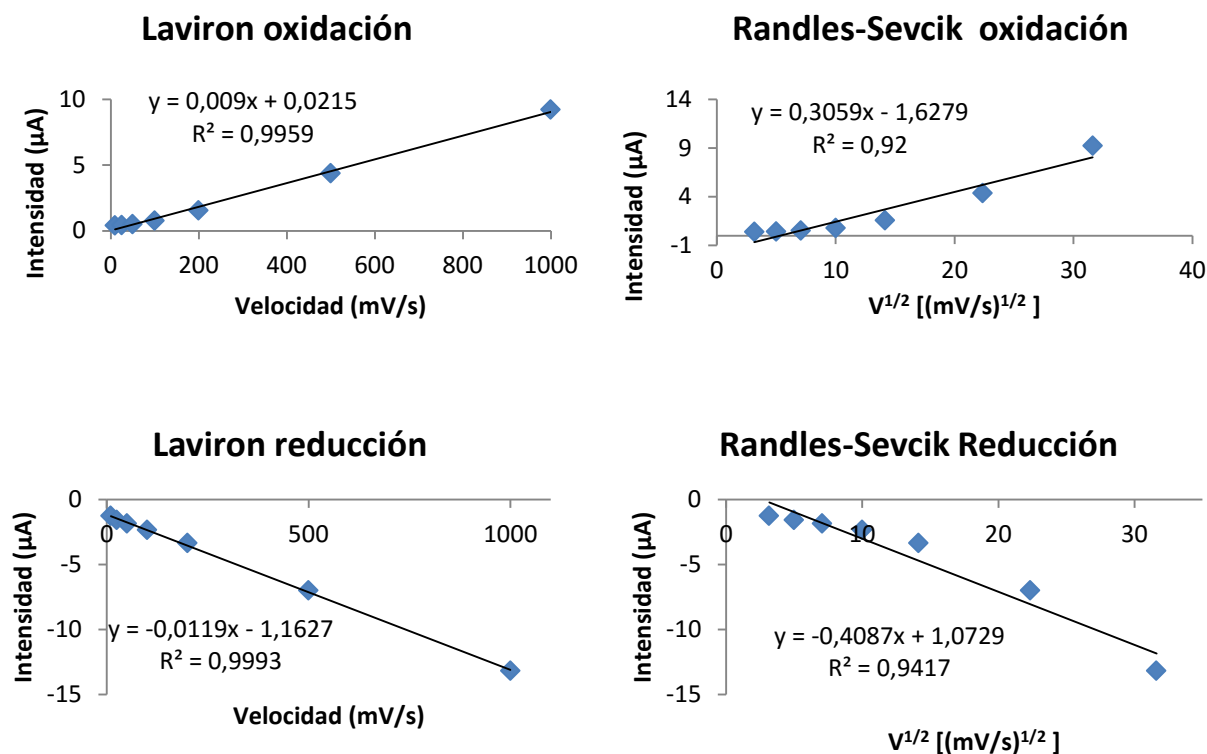 Laviron oxidación
y = 0,009x + 0,0215
R² = 0,9959
Intensidad (µA)
10
5
0
0 200 400 600 800 1000
Velocidad (mV/s)
Randles-Sevcik oxidación
y = 0,3059x - 1,6279
R² = 0,92
Intensidad (µA)
14
9
4
-1
0 10 20 30 40
V^1/2 [(mV/s)^1/2 ]
Laviron reducción
Intensidad (µA)
0
-5
-10
-15
0 500 1000
y = -0,0119x - 1,1627
R² = 0,9993
Velocidad (mV/s)
Randles-Sevcik Reducción
Intensidad (µA)
0
-5
-10
-15
0 10 20 30
y = -0,4087x + 1,0729
R² = 0,9417
V^1/2 [(mV/s)^1/2 ]